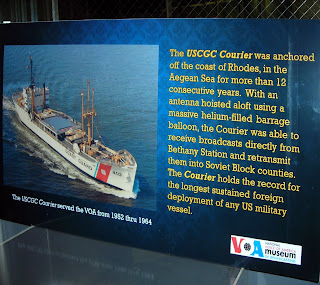 The USCGC Courier was anchored
off the coast of Rhodes, in the
Aegean Sea for more than 12
consecutive years. With an
antenna hoisted aloft using a
massive helium-filled barrage
balloon, the Courier was able to
receive broadcasts directly from
Bethany Station and retransmit
them into Soviet Block counties.
The Courier holds the record for
the longest sustained foreign
deployment of any US military
vessel.
The USCGC Courier served the VOA from 1952 thru 1964
VOA
museum